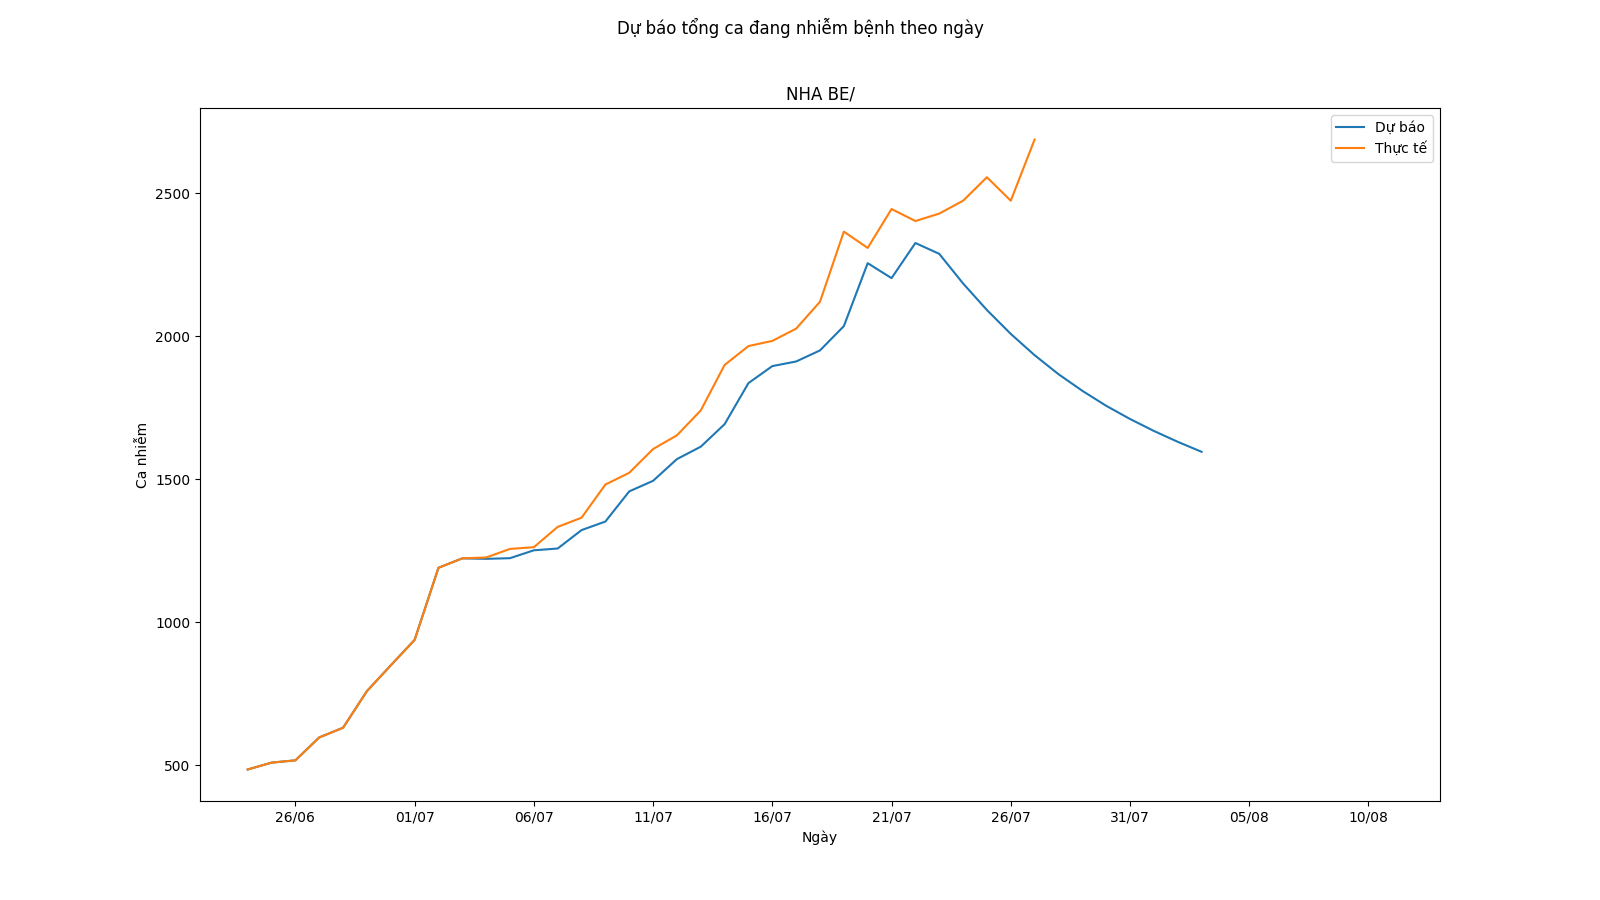 Dự báo tổng ca đang nhiễm bệnh theo ngày
NHA BE/
Dự báo
Thực tế
Ca nhiễm
2500
2000
1500
1000
500
26/06 01/07 06/07 11/07 16/07 21/07 26/07 31/07 05/08 10/08
Ngày